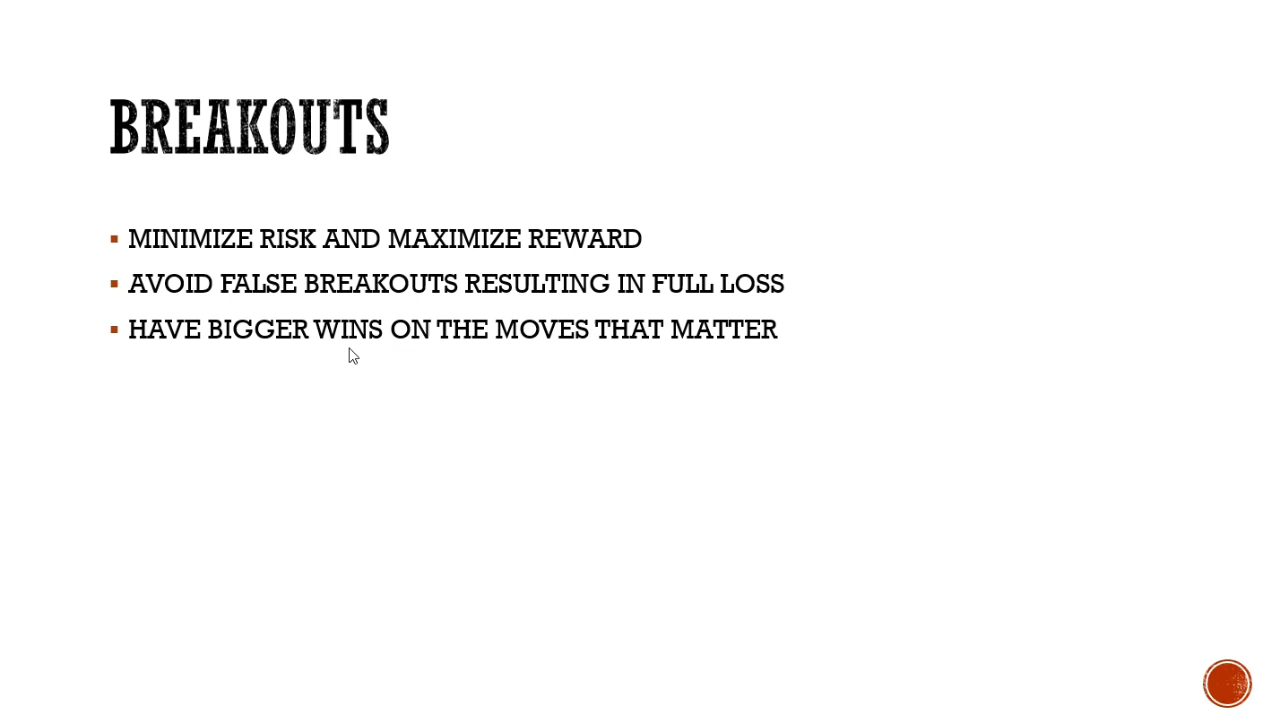 BREAKOUTS
MINIMIZE RISK AND MAXIMIZE REWARD
AVOID FALSE BREAKOUTS RESULTING IN FULL LOSS
HAVE BIGGER WINS ON THE MOVES THAT MATTER